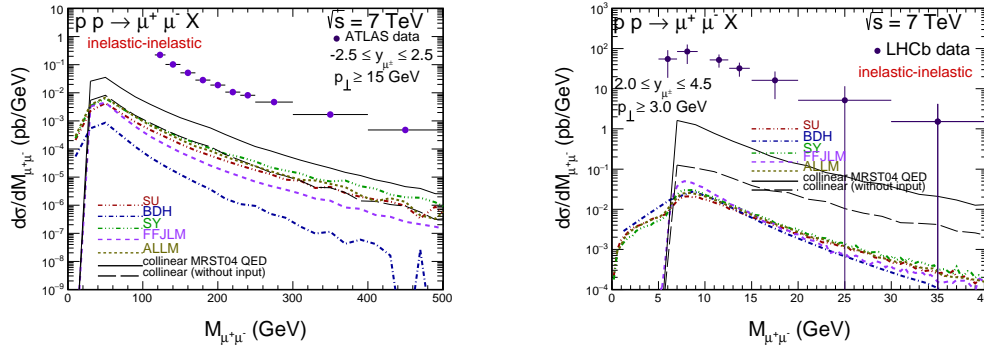 p p → μ⁺ μ⁻ X
√s = 7 TeV
inelastic-inelastic
ATLAS data
-2.5 ≤ y_μ± ≤ 2.5
p_⊥ ≥ 15 GeV
dσ/dM_μ⁺μ⁻ (pb/GeV)
1
10⁻¹
10⁻²
10⁻³
10⁻⁴
10⁻⁵
10⁻⁶
10⁻⁷
10⁻⁸
10⁻⁹
SU
BDH
SY
FFJLM
ALLM
collinear MRST04 QED
collinear (without input)
0 100 200 300 400 500
M_μ⁺μ⁻ (GeV)
p p → μ⁺ μ⁻ X
√s = 7 TeV
LHCb data
inelastic-inelastic
2.0 ≤ y_μ± ≤ 4.5
p_⊥ ≥ 3.0 GeV
dσ/dM_μ⁺μ⁻ (pb/GeV)
10³
10²
10
1
10⁻¹
10⁻²
10⁻³
10⁻⁴
SU
BDH
SY
FFJLM
ALLM
collinear MRST04 QED
collinear (without input)
0 5 10 15 20 25 30 35 40
M_μ⁺μ⁻ (GeV)